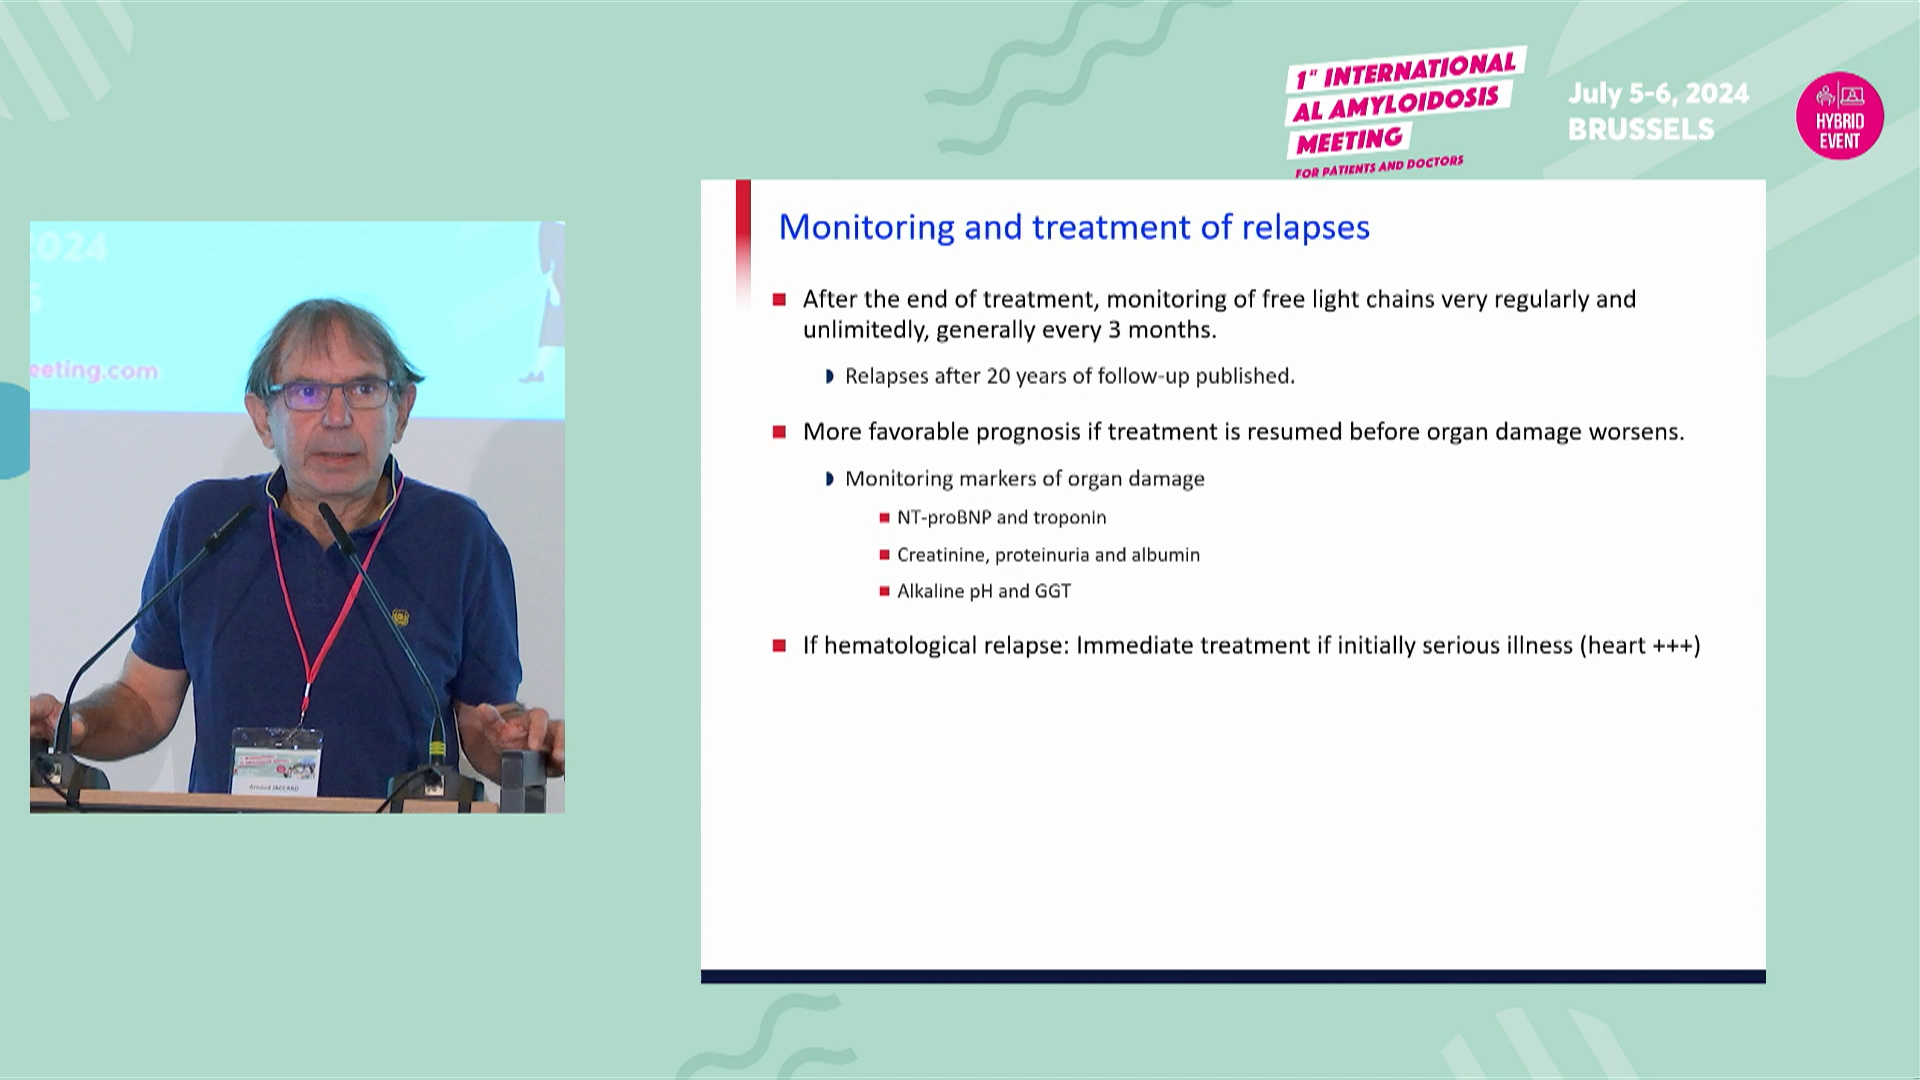 1st INTERNATIONAL
AL AMYLOIDOSIS
MEETING
FOR PATIENTS AND DOCTORS
July 5-6, 2024
BRUSSELS
HYBRID
EVENT
2024
S
eeting.com
Arnaud JACCARD
Monitoring and treatment of relapses
After the end of treatment, monitoring of free light chains very regularly and
unlimitedly, generally every 3 months.
Relapses after 20 years of follow-up published.
More favorable prognosis if treatment is resumed before organ damage worsens.
Monitoring markers of organ damage
NT-proBNP and troponin
Creatinine, proteinuria and albumin
Alkaline pH and GGT
If hematological relapse: Immediate treatment if initially serious illness (heart +++)